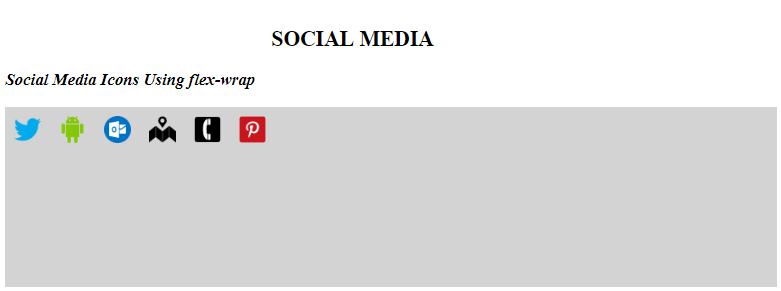 SOCIAL MEDIA
Social Media Icons Using flex-wrap